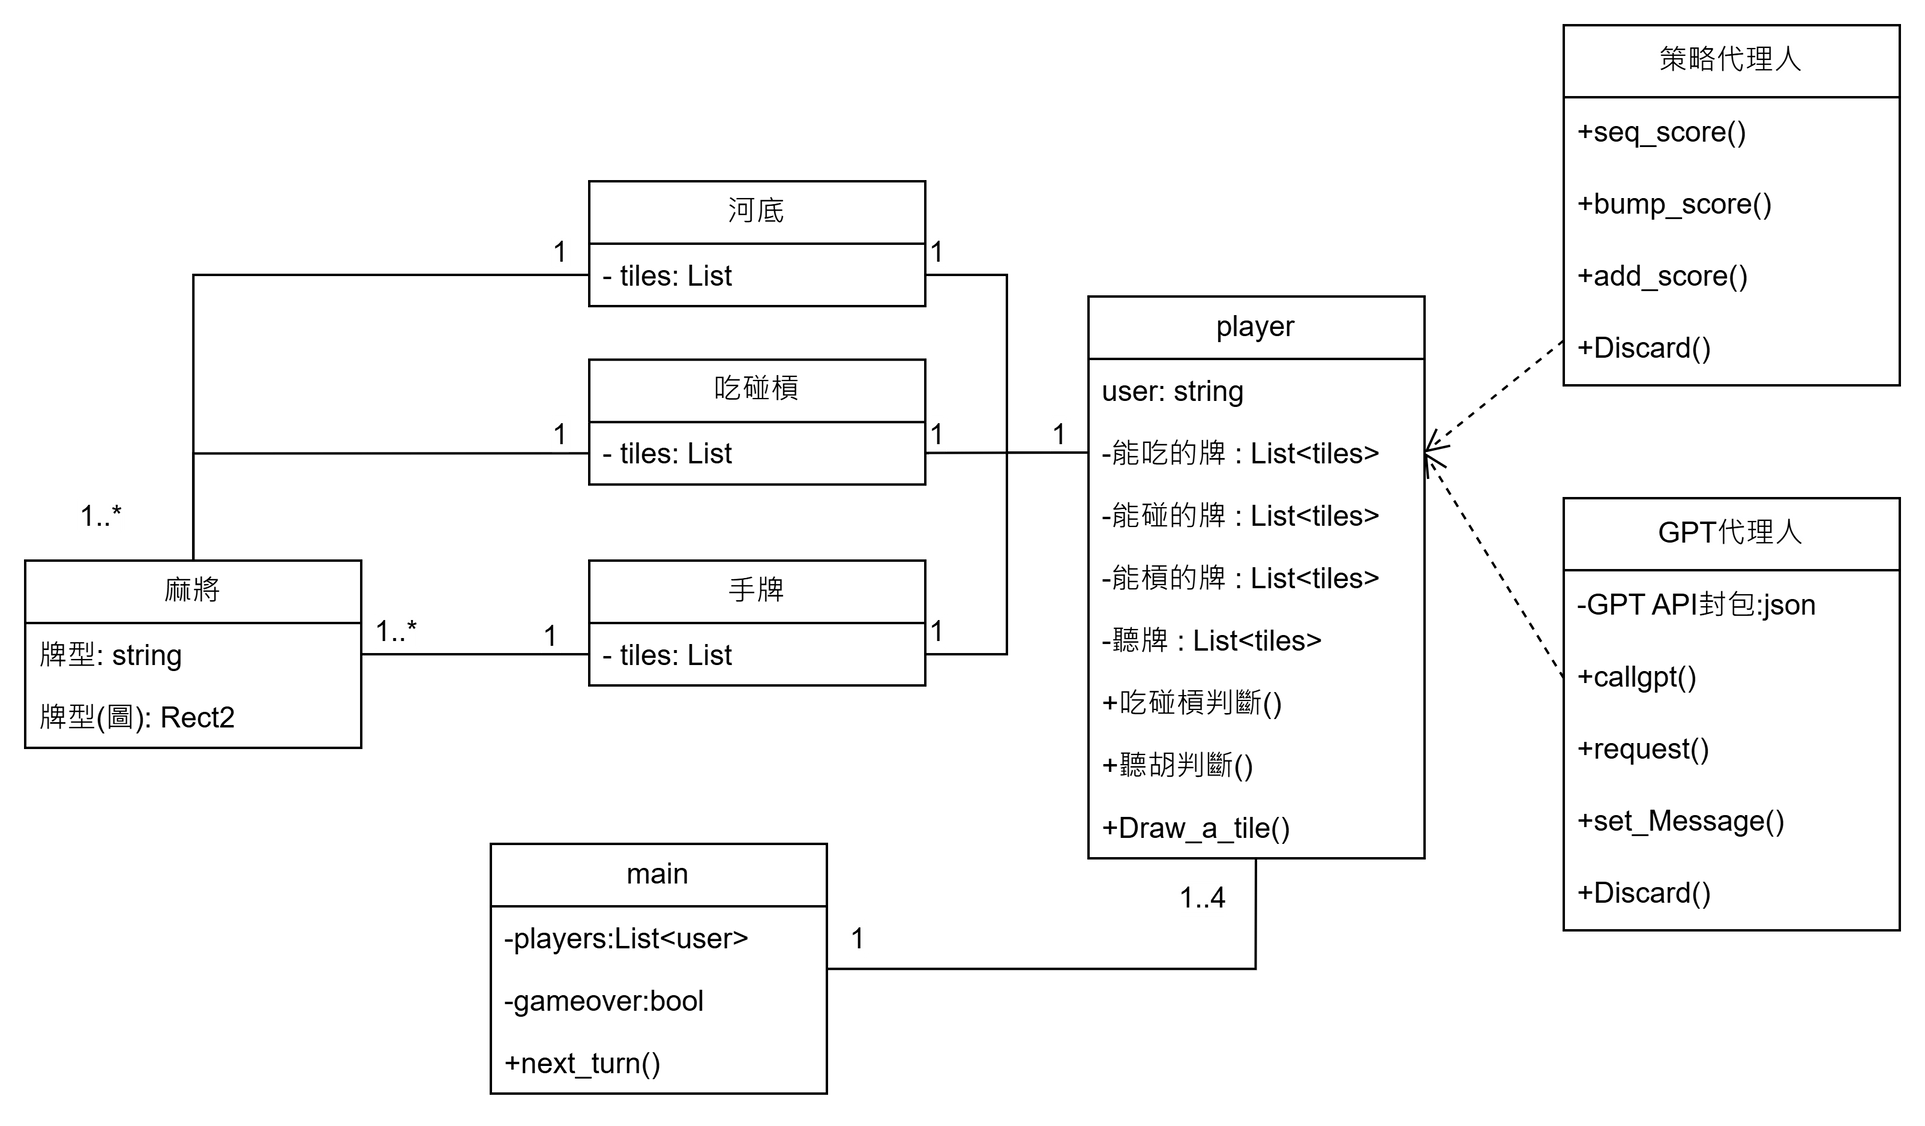 策略代理人
+seq_score()
+bump_score()
+add_score()
+Discard()
河底
- tiles: List
1
1
吃碰槓
- tiles: List
1
1
1
1..*
麻將
牌型: string
牌型(圖): Rect2
1..*
1
手牌
- tiles: List
1
player
user: string
-能吃的牌 : List<tiles>
-能碰的牌 : List<tiles>
-能槓的牌 : List<tiles>
-聽牌 : List<tiles>
+吃碰槓判斷()
+聽胡判斷()
+Draw_a_tile()
GPT代理人
-GPT API封包:json
+callgpt()
+request()
+set_Message()
+Discard()
main
-players:List<user>
-gameover:bool
+next_turn()
1
1..4